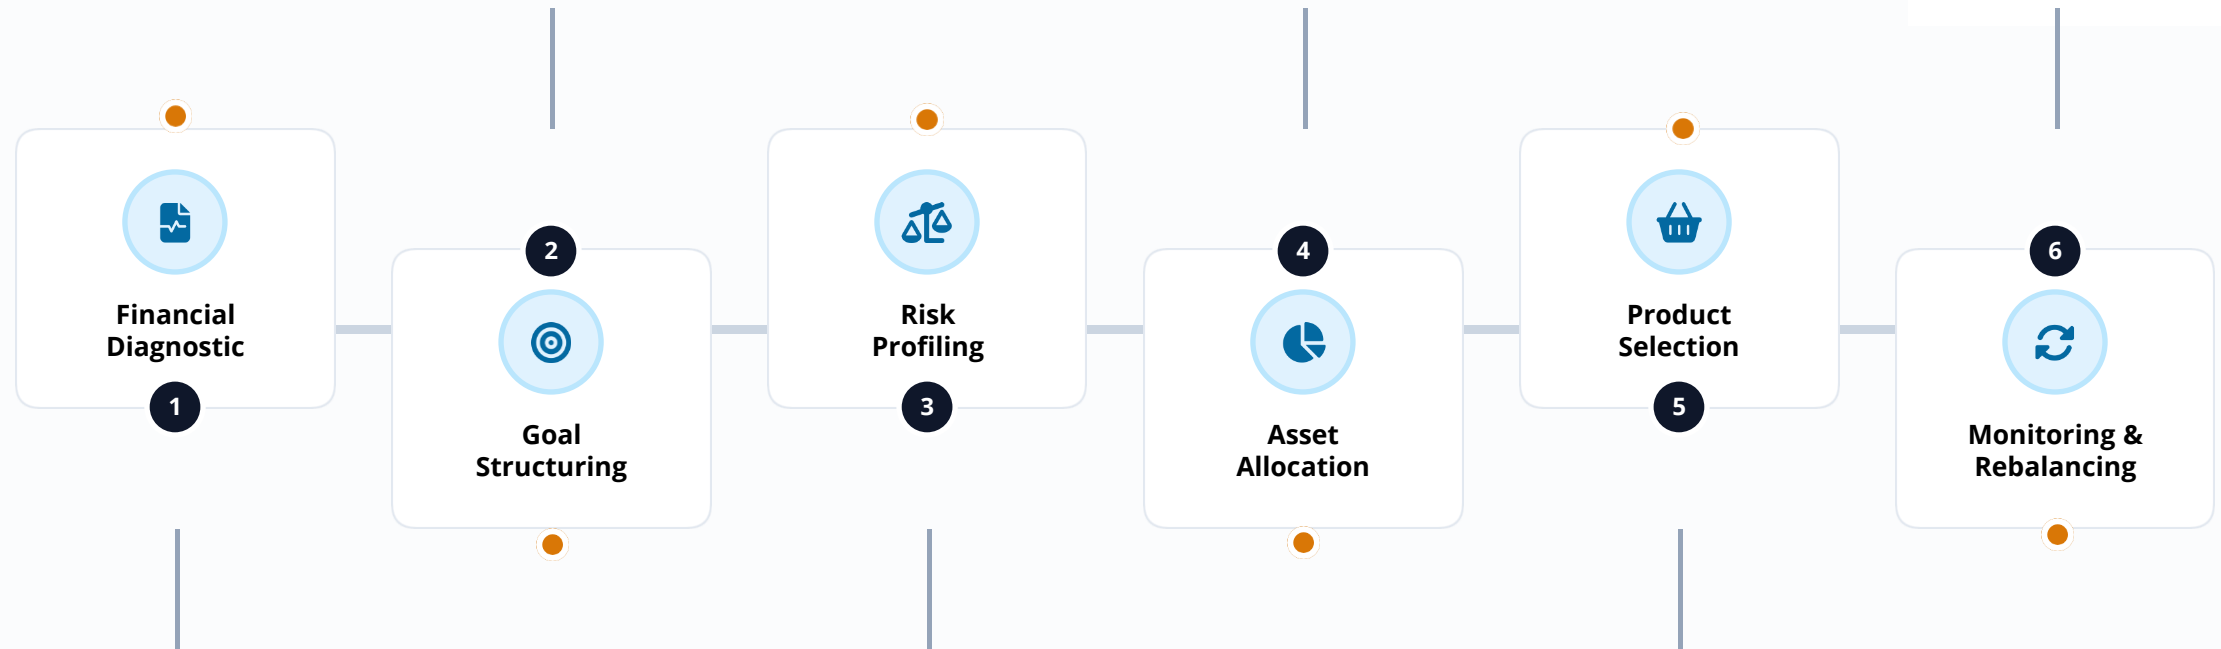 Financial
Diagnostic
1
2
Goal
Structuring
Risk
Profiling
3
4
Asset
Allocation
Product
Selection
5
6
Monitoring &
Rebalancing